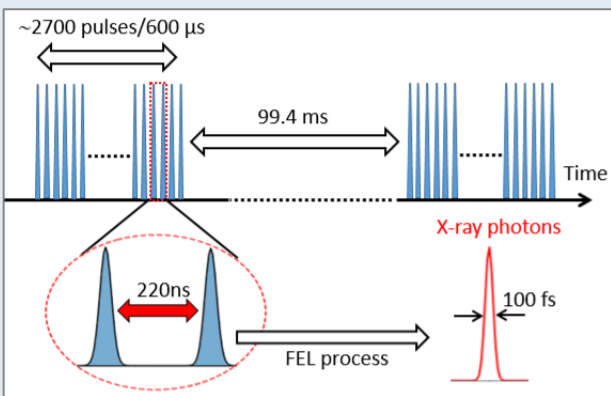 ~2700 pulses/600 µs
99.4 ms
Time
X-ray photons
220ns
100 fs
FEL process